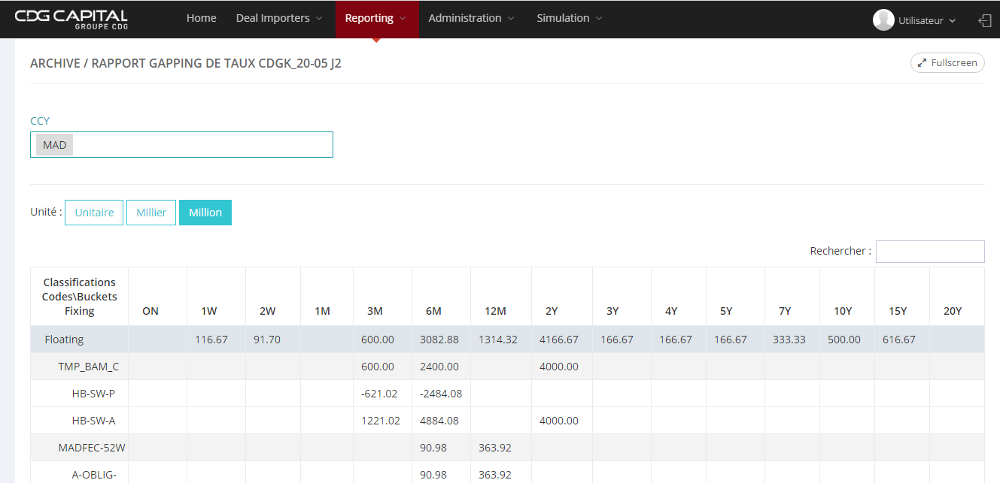 CDG CAPITAL
GROUPE CDG
Home Deal Importers Reporting Administration Simulation Utilisateur
ARCHIVE / RAPPORT GAPPING DE TAUX CDGK_20-05 J2
Fullscreen
CCY
MAD
Unité : Unitaire Millier Million
Rechercher :
Classifications
Codes\Buckets
Fixing ON 1W 2W 1M 3M 6M 12M 2Y 3Y 4Y 5Y 7Y 10Y 15Y 20Y
Floating 116.67 91.70 600.00 3082.88 1314.32 4166.67 166.67 166.67 166.67 333.33 500.00 616.67
TMP_BAM_C 600.00 2400.00 4000.00
HB-SW-P -621.02 -2484.08
HB-SW-A 1221.02 4884.08 4000.00
MADFEC-52W 90.98 363.92
A-OBLIG- 90.98 363.92